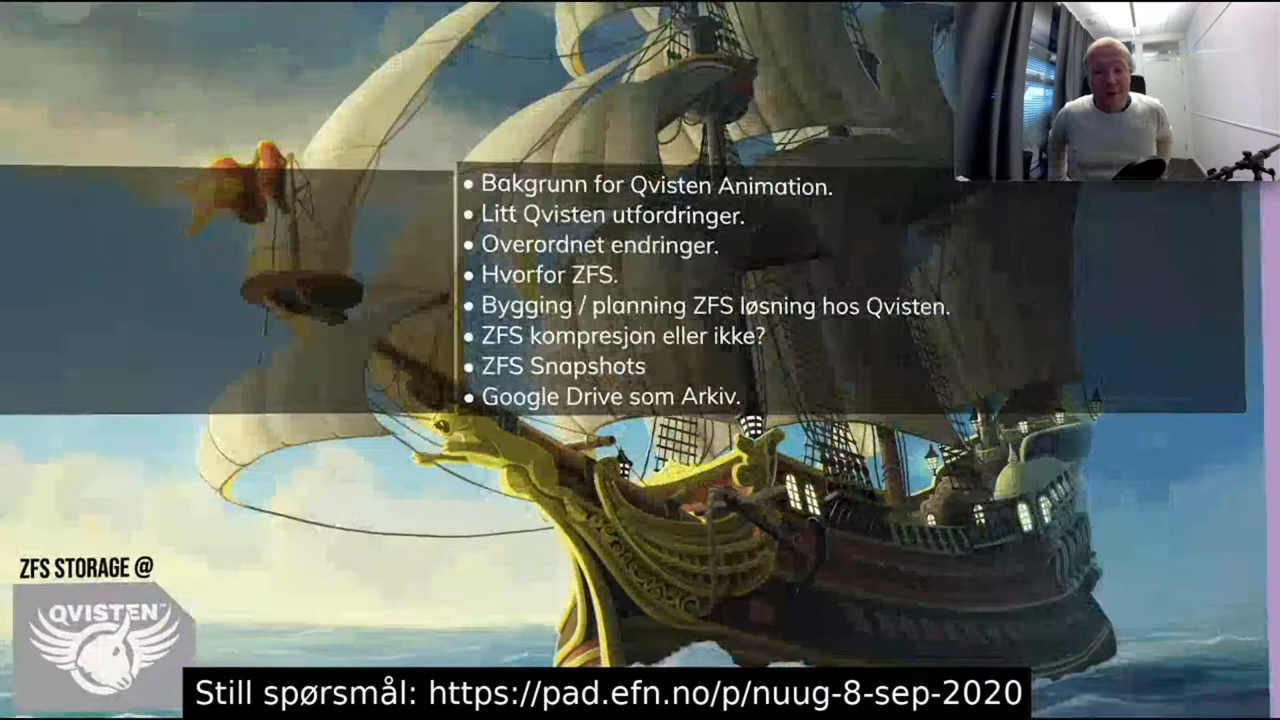 • Bakgrunn for Qvisten Animation.
• Litt Qvisten utfordringer.
• Overordnet endringer.
• Hvorfor ZFS.
• Bygging / planning ZFS løsning hos Qvisten.
• ZFS kompresjon eller ikke?
• ZFS Snapshots
• Google Drive som Arkiv.
ZFS STORAGE @
QVISTEN™
Still spørsmål: https://pad.efn.no/p/nuug-8-sep-2020